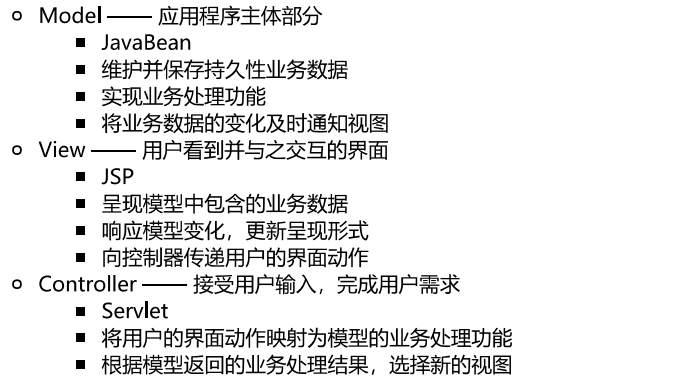 Model —— 应用程序主体部分
JavaBean
维护并保存持久性业务数据
实现业务处理功能
将业务数据的变化及时通知视图
View —— 用户看到并与之交互的界面
JSP
呈现模型中包含的业务数据
响应模型变化，更新呈现形式
向控制器传递用户的界面动作
Controller —— 接受用户输入，完成用户需求
Servlet
将用户的界面动作映射为模型的业务处理功能
根据模型返回的业务处理结果，选择新的视图